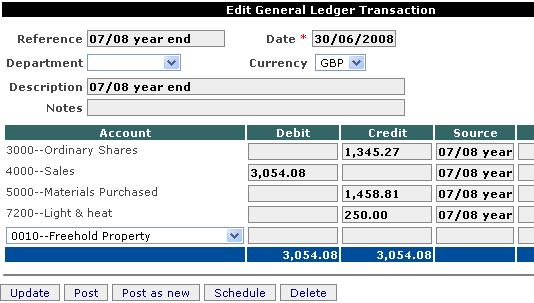 Edit General Ledger Transaction
Reference 07/08 year end Date * 30/06/2008
Department Currency GBP
Description 07/08 year end
Notes
Account Debit Credit Source
3000--Ordinary Shares 1,345.27 07/08 year
4000--Sales 3,054.08 07/08 year
5000--Materials Purchased 1,458.81 07/08 year
7200--Light & heat 250.00 07/08 year
0010--Freehold Property
3,054.08 3,054.08
Update Post Post as new Schedule Delete